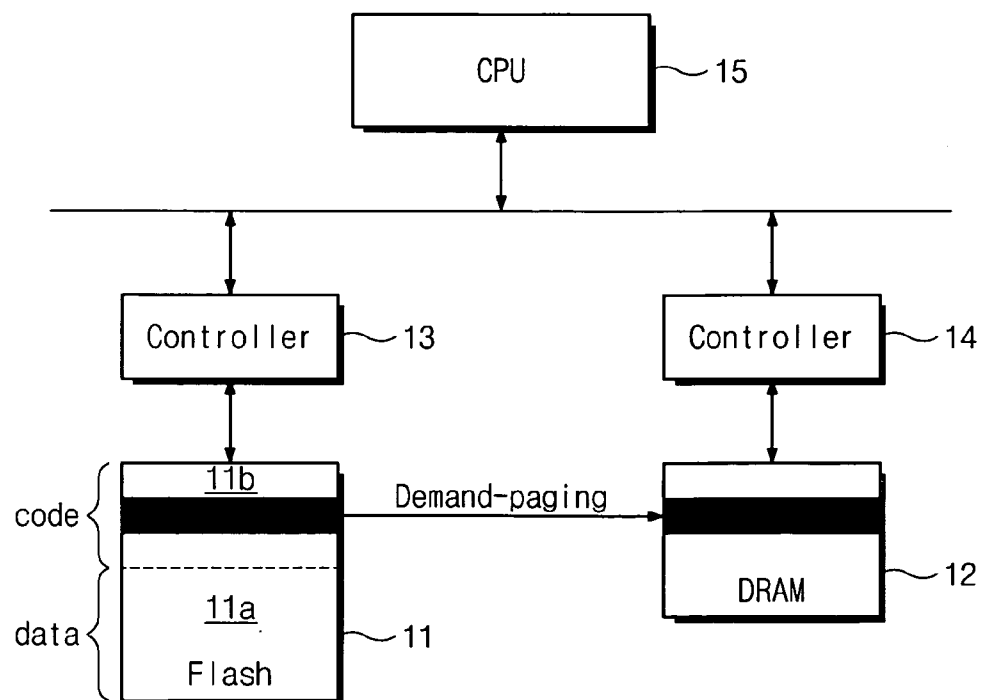 CPU
15
Controller
13
Controller
14
code
11b
Demand-paging
DRAM
12
data
11a
11
Flash